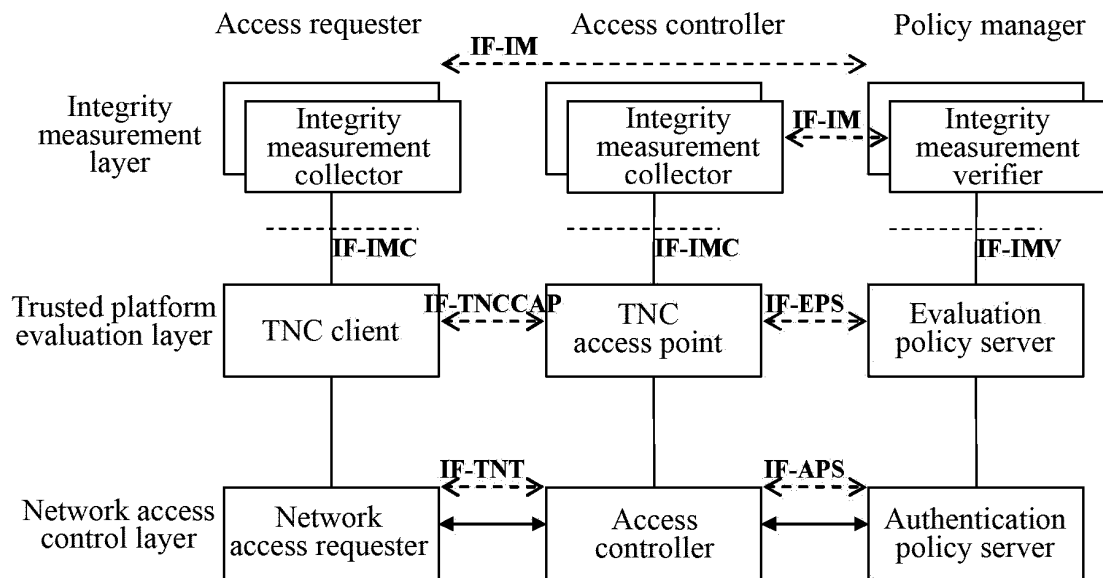 Access requester
Access controller
Policy manager
IF-IM
Integrity
measurement
layer
Integrity
measurement
collector
Integrity
measurement
collector
IF-IM
Integrity
measurement
verifier
IF-IMC
IF-IMC
IF-IMV
Trusted platform
evaluation layer
TNC client
IF-TNCCAP
TNC
access point
IF-EPS
Evaluation
policy server
IF-TNT
IF-APS
Network access
control layer
Network
access requester
Access
controller
Authentication
policy server